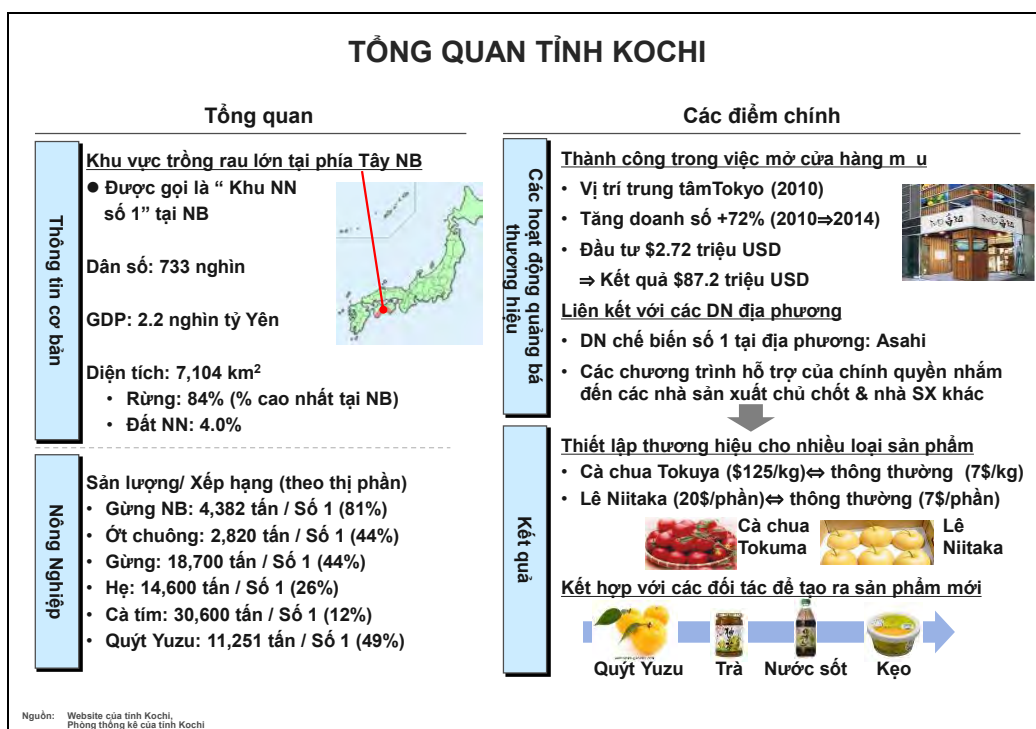 TỔNG QUAN TỈNH KOCHI
Tổng quan
Thông tin cơ bản
Khu vực trồng rau lớn tại phía Tây NB
● Được gọi là “ Khu NN
số 1” tại NB
Dân số: 733 nghìn
GDP: 2.2 nghìn tỷ Yên
Diện tích: 7,104 km²
• Rừng: 84% (% cao nhất tại NB)
• Đất NN: 4.0%
Nông Nghiệp
Sản lượng/ Xếp hạng (theo thị phần)
• Gừng NB: 4,382 tấn / Số 1 (81%)
• Ớt chuông: 2,820 tấn / Số 1 (44%)
• Gừng: 18,700 tấn / Số 1 (44%)
• Hẹ: 14,600 tấn / Số 1 (26%)
• Cà tím: 30,600 tấn / Số 1 (12%)
• Quýt Yuzu: 11,251 tấn / Số 1 (49%)
Các điểm chính
Các hoạt động quảng bá
thương hiệu
Thành công trong việc mở cửa hàng m u
• Vị trí trung tâmTokyo (2010)
• Tăng doanh số +72% (2010⇒2014)
• Đầu tư $2.72 triệu USD
⇒ Kết quả $87.2 triệu USD
Liên kết với các DN địa phương
• DN chế biến số 1 tại địa phương: Asahi
• Các chương trình hỗ trợ của chính quyền nhắm
đến các nhà sản xuất chủ chốt & nhà SX khác
Kết quả
Thiết lập thương hiệu cho nhiều loại sản phẩm
• Cà chua Tokuya ($125/kg)⇔ thông thường (7$/kg)
• Lê Niitaka (20$/phần)⇔ thông thường (7$/phần)
Cà chua
Tokuma
Lê
Niitaka
Kết hợp với các đối tác để tạo ra sản phẩm mới
Quýt Yuzu
Trà
Nước sốt
Kẹo
Nguồn: Website của tỉnh Kochi,
Phòng thống kê của tỉnh Kochi